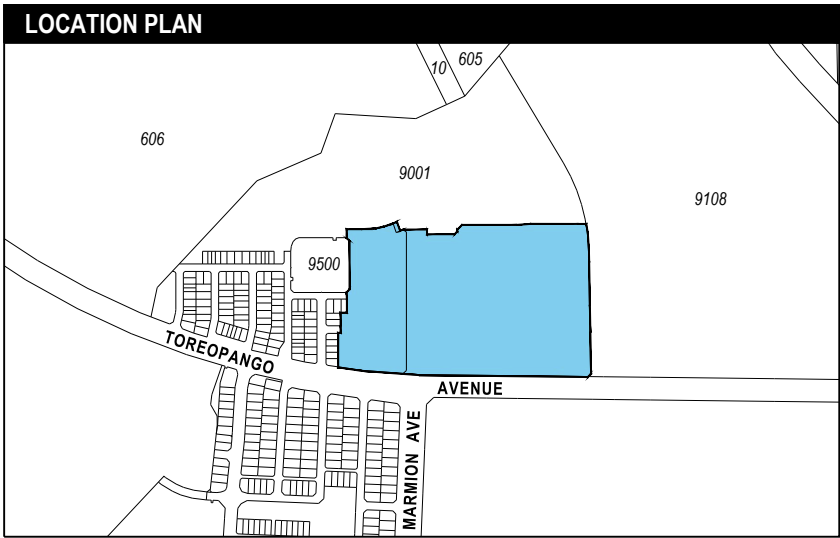 LOCATION PLAN
10
605
606
9001
9108
9500
TOREOPANGO
AVENUE
MARMION AVE